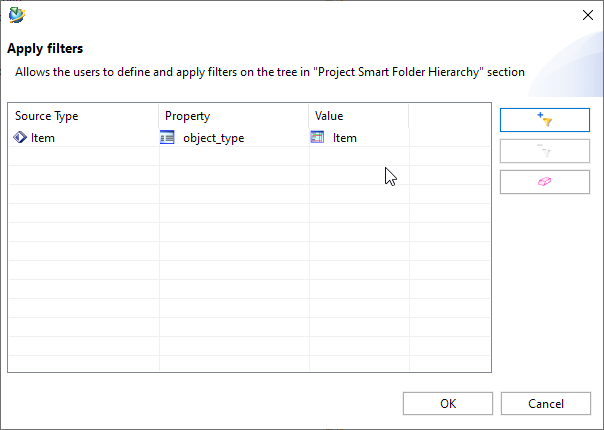 Apply filters
Allows the users to define and apply filters on the tree in "Project Smart Folder Hierarchy" section
Source Type Property Value
Item object_type Item
OK Cancel